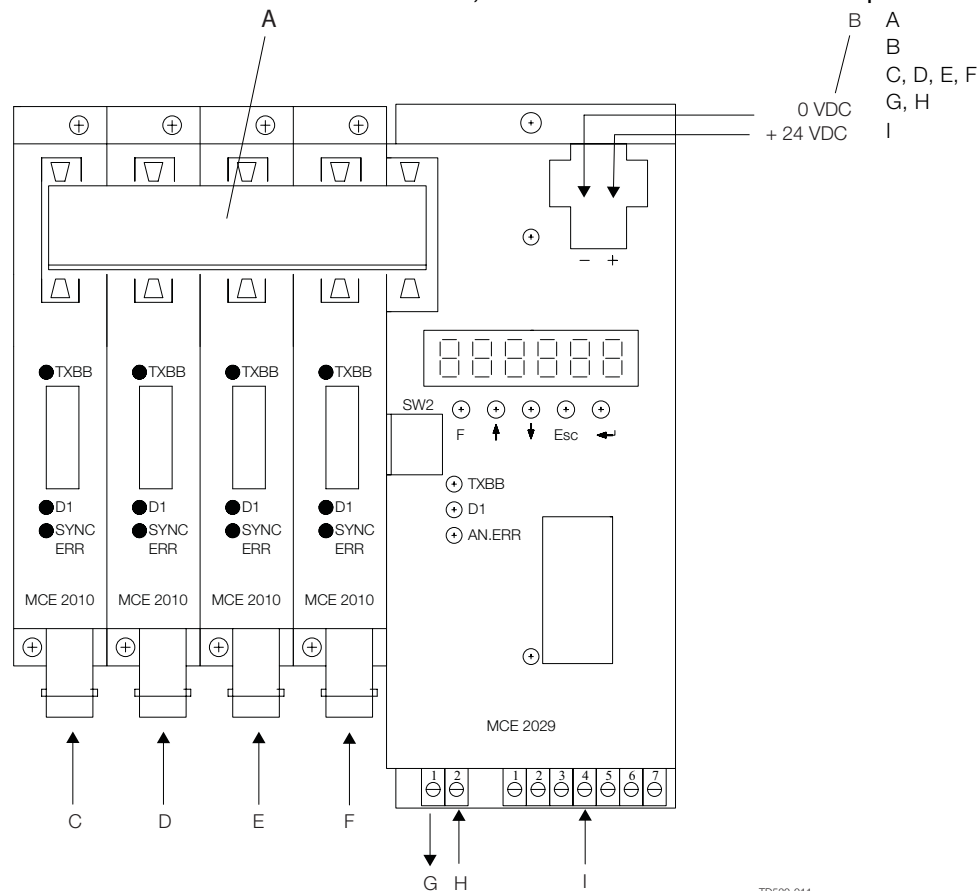 A
B
A
B
C, D, E, F
G, H
I
0 VDC
+ 24 VDC
− +
TXBB TXBB TXBB TXBB
SW2
F Esc
TXBB
D1
AN.ERR
D1 D1 D1 D1
SYNC SYNC SYNC SYNC
ERR ERR ERR ERR
MCE 2010 MCE 2010 MCE 2010 MCE 2010
MCE 2029
1 2 1 2 3 4 5 6 7
C D E F
G H I